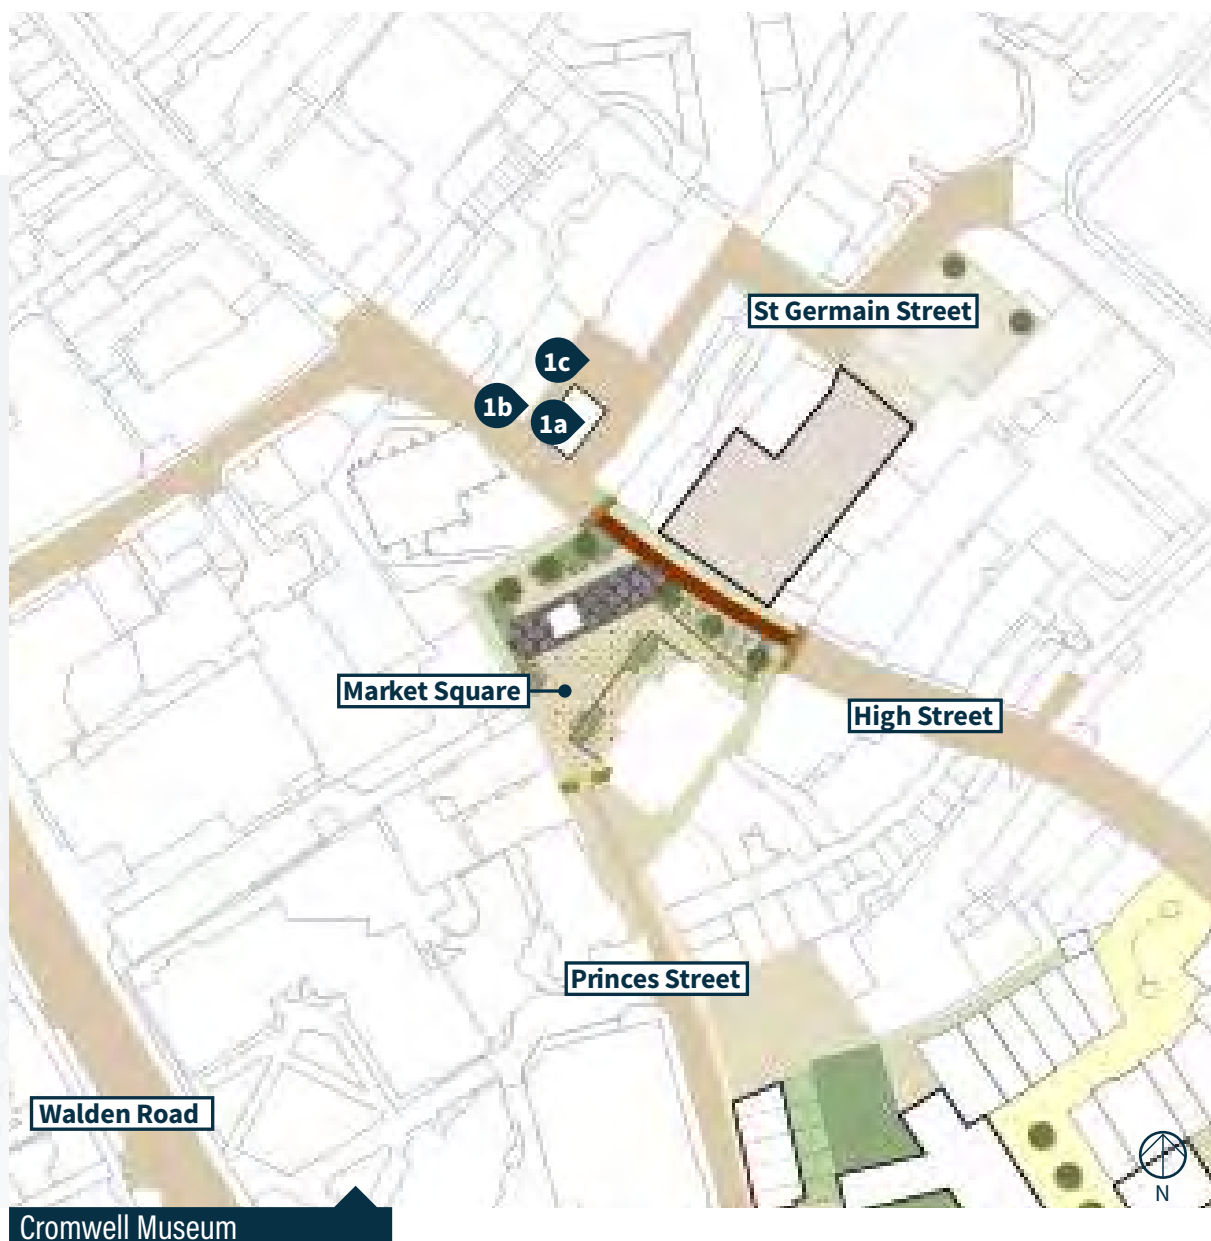 St Germain Street
1c
1b
1a
Market Square
High Street
Princes Street
Walden Road
N
Cromwell Museum